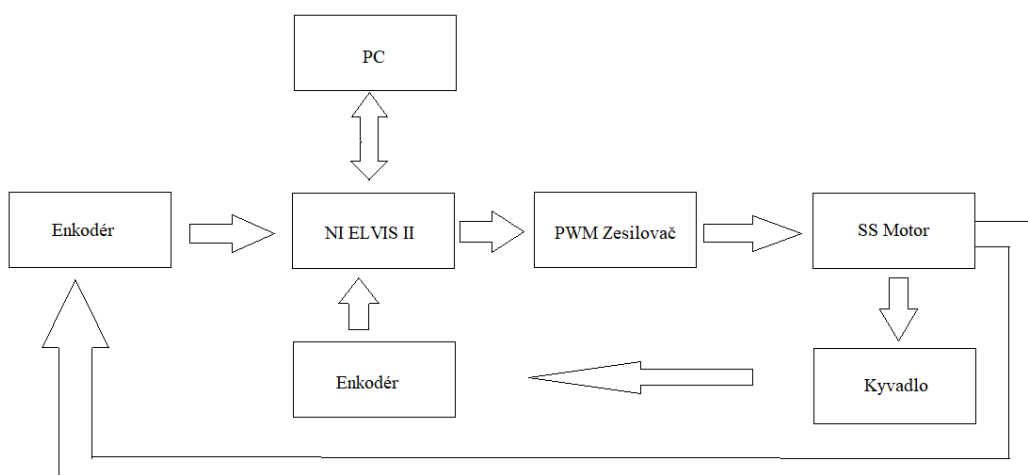 PC
Enkodér
NI ELVIS II
PWM Zesilovač
SS Motor
Enkodér
Kyvadlo